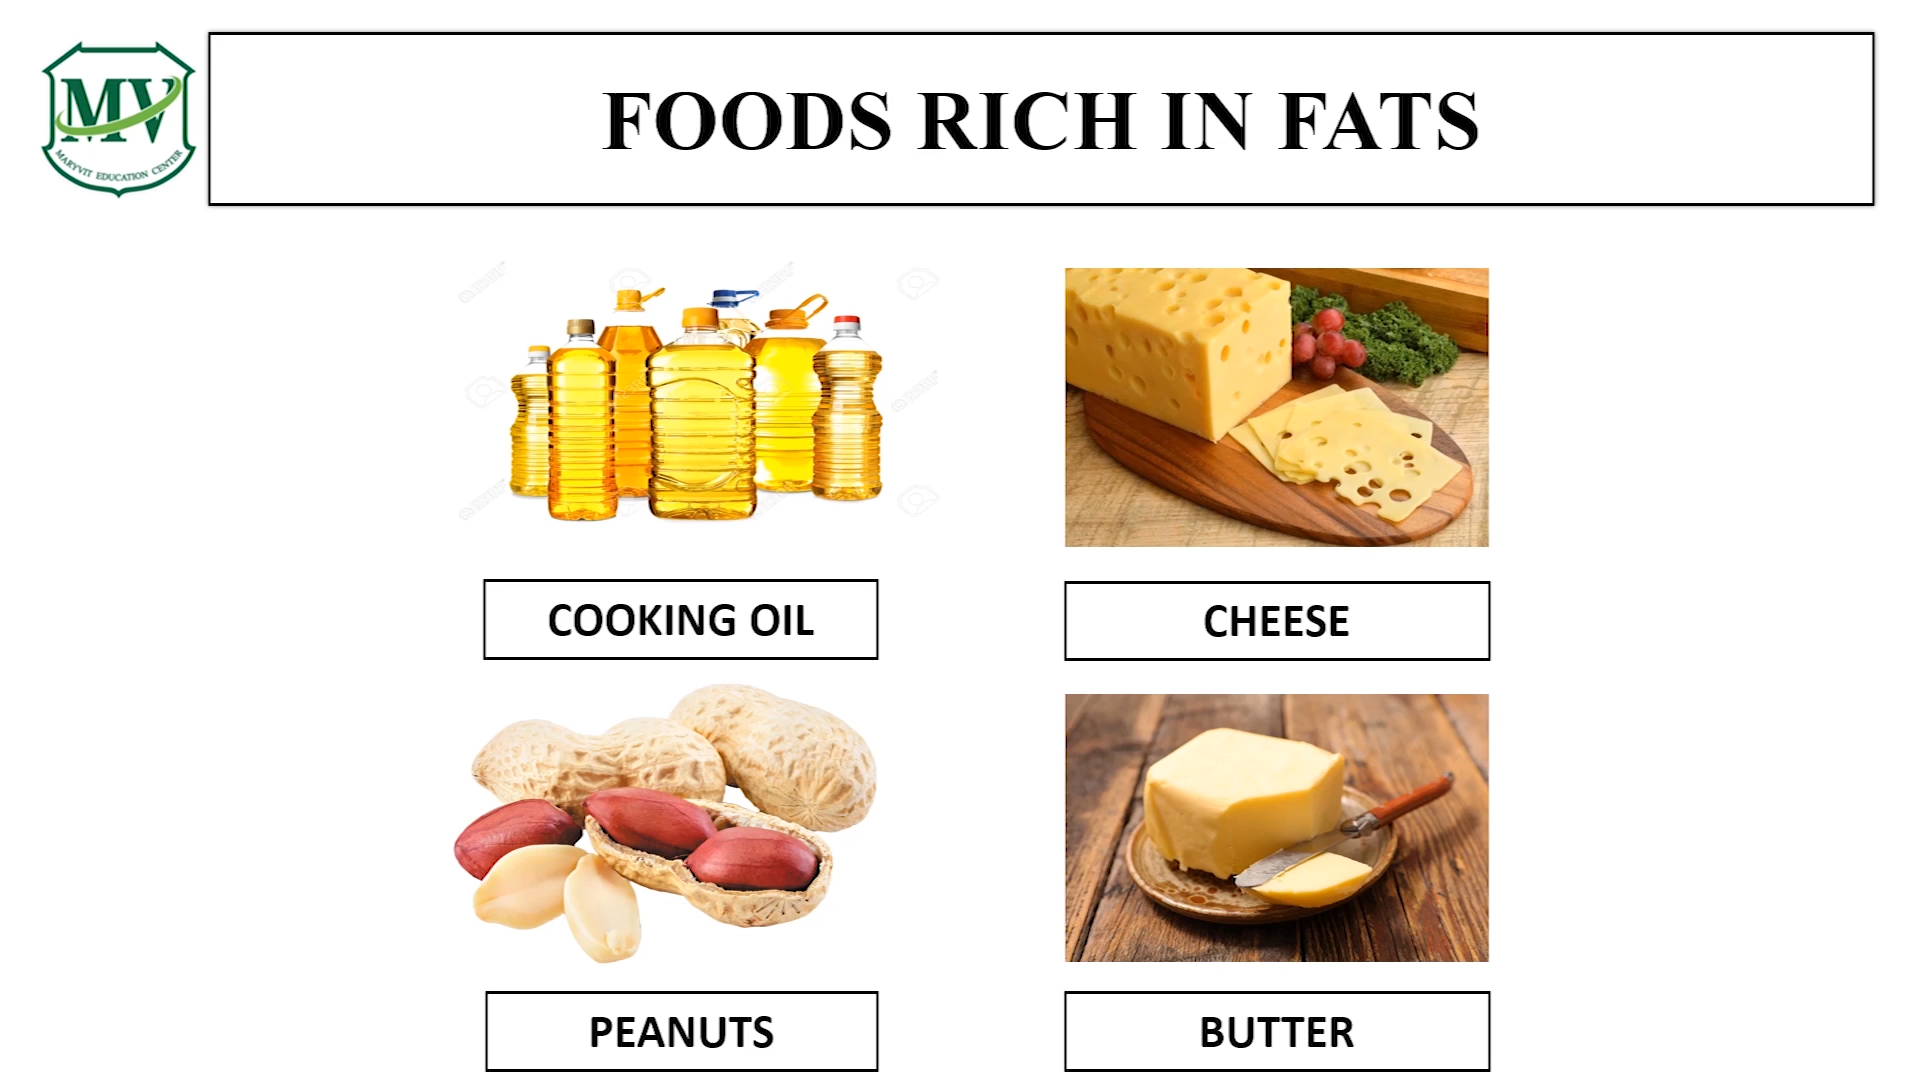 MV
MARYVIT EDUCATION CENTER
FOODS RICH IN FATS
COOKING OIL
CHEESE
PEANUTS
BUTTER